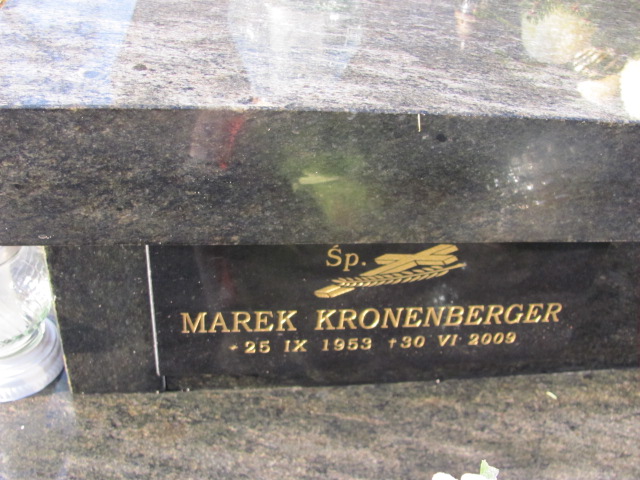 Śp.
MAREK KRONENBERGER
* 25 IX 1953 † 30 VI 2009